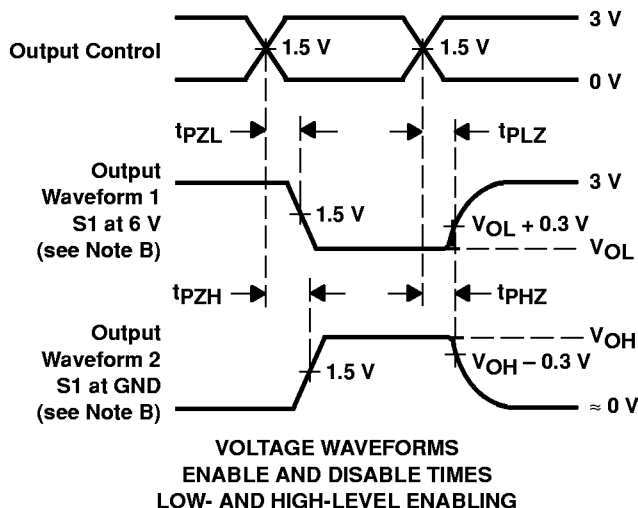 3 V
Output Control
1.5 V
1.5 V
0 V
tPZL
tPLZ
Output
Waveform 1
S1 at 6 V
(see Note B)
3 V
1.5 V
VOL + 0.3 V
VOL
tPZH
tPHZ
Output
Waveform 2
S1 at GND
(see Note B)
VOH
1.5 V
VOH – 0.3 V
≈ 0 V
VOLTAGE WAVEFORMS
ENABLE AND DISABLE TIMES
LOW- AND HIGH-LEVEL ENABLING